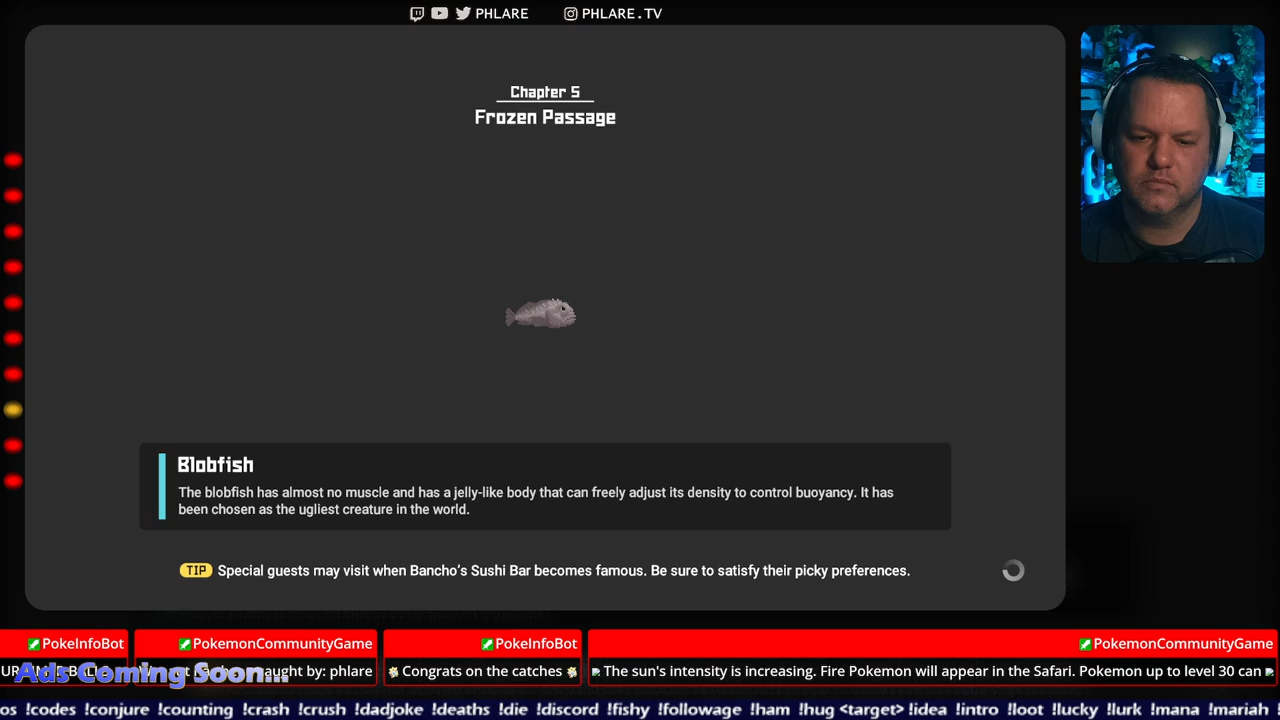 PHLARE PHLARE.TV
Chapter 5
Frozen Passage
Blobfish
The blobfish has almost no muscle and has a jelly-like body that can freely adjust its density to control buoyancy. It has
been chosen as the ugliest creature in the world.
TIP Special guests may visit when Bancho's Sushi Bar becomes famous. Be sure to satisfy their picky preferences.
PokeInfoBot PokemonCommunityGame PokeInfoBot PokemonCommunityGame
aught by: phlare Congrats on the catches The sun's intensity is increasing. Fire Pokemon will appear in the Safari. Pokemon up to level 30 can
Ads Coming Soon...
os !codes !conjure !counting !crash !crush !dadjoke !deaths !die !discord !fishy !followage !ham !hug <target> !idea !intro !loot !lucky !lurk !mana !mariah